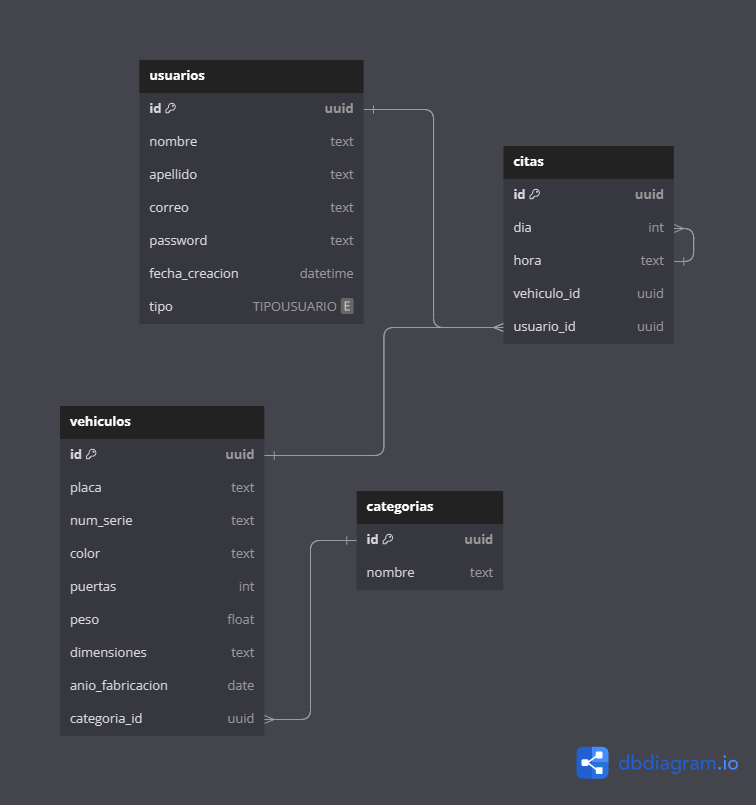 usuarios
id uuid
nombre text
apellido text
correo text
password text
fecha_creacion datetime
tipo TIPOUSUARIO E
citas
id uuid
dia int
hora text
vehiculo_id uuid
usuario_id uuid
vehiculos
id uuid
placa text
num_serie text
color text
puertas int
peso float
dimensiones text
anio_fabricacion date
categoria_id uuid
categorias
id uuid
nombre text
dbdiagram.io